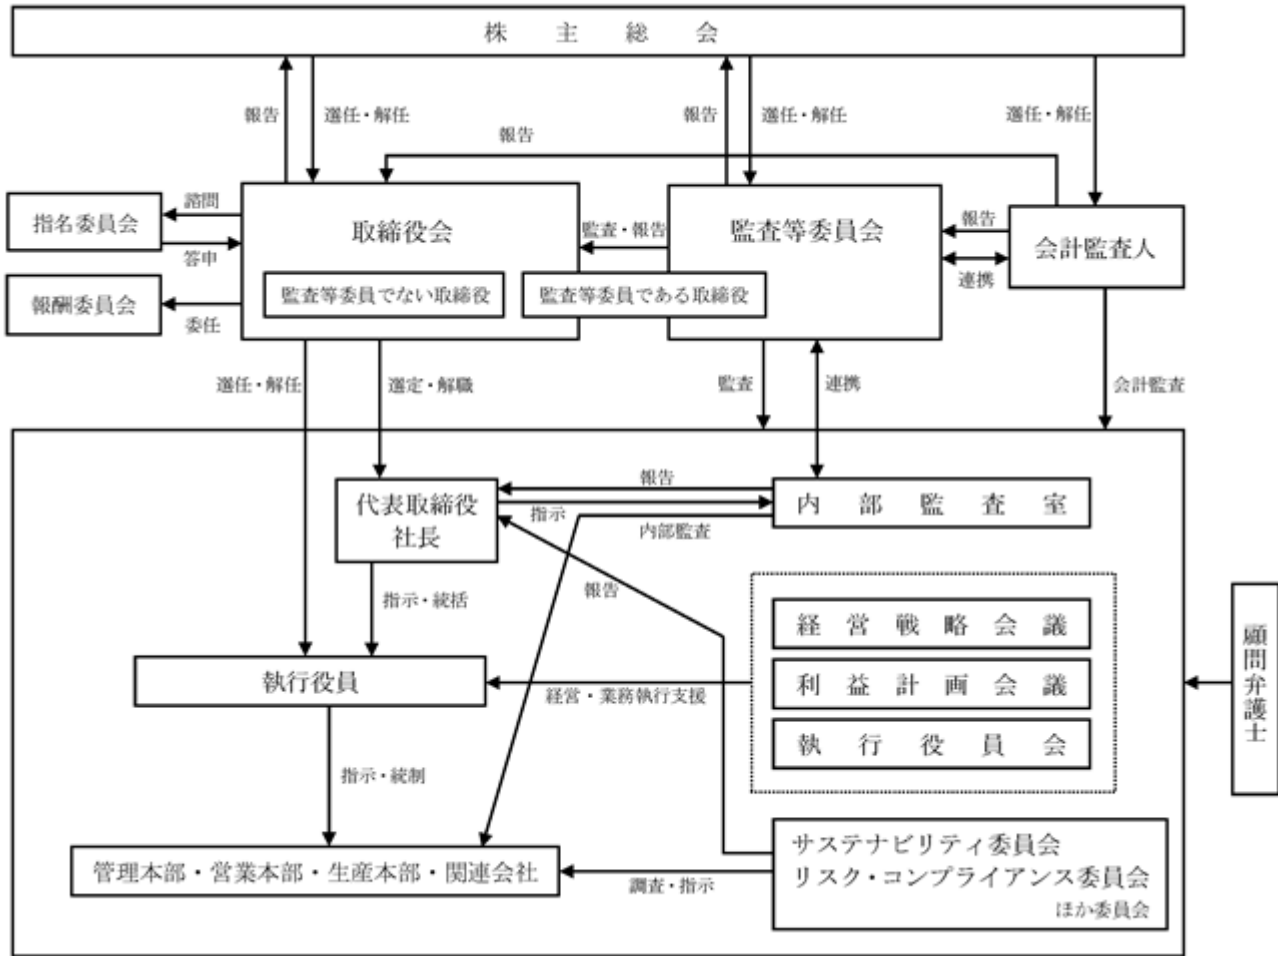 株主総会
報告
選任・解任
報告
選任・解任
選任・解任
報告
指名委員会
諮問
答申
報酬委員会
委任
取締役会
監査等委員でない取締役
監査・報告
監査等委員会
監査等委員である取締役
報告
連携
会計監査人
選任・解任
選定・解職
監査
連携
会計監査
代表取締役
社長
報告
指示
内部監査
内部監査室
指示・統括
報告
経営戦略会議
利益計画会議
執行役員会
執行役員
経営・業務執行支援
顧問弁護士
指示・統制
管理本部・営業本部・生産本部・関連会社
調査・指示
サステナビリティ委員会
リスク・コンプライアンス委員会
ほか委員会